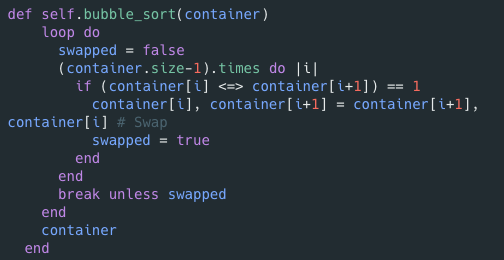 def self.bubble_sort(container)
    loop do
      swapped = false
      (container.size-1).times do |i|
        if (container[i] <=> container[i+1]) == 1
          container[i], container[i+1] = container[i+1],
container[i] # Swap
          swapped = true
        end
      end
      break unless swapped
    end
    container
  end